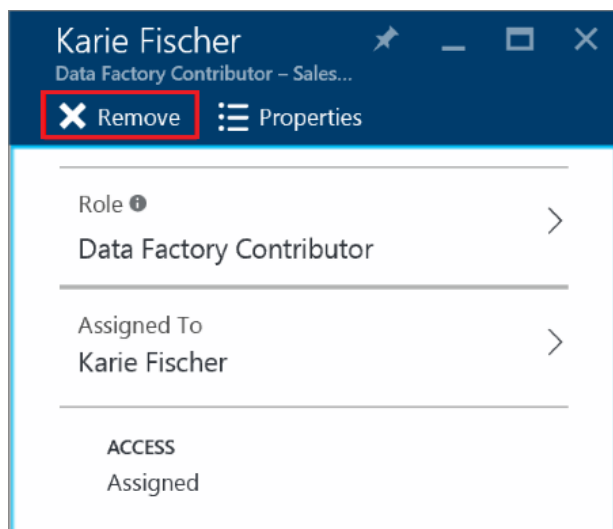 Karie Fischer
Data Factory Contributor – Sales...
Remove Properties
Role
Data Factory Contributor
Assigned To
Karie Fischer
ACCESS
Assigned